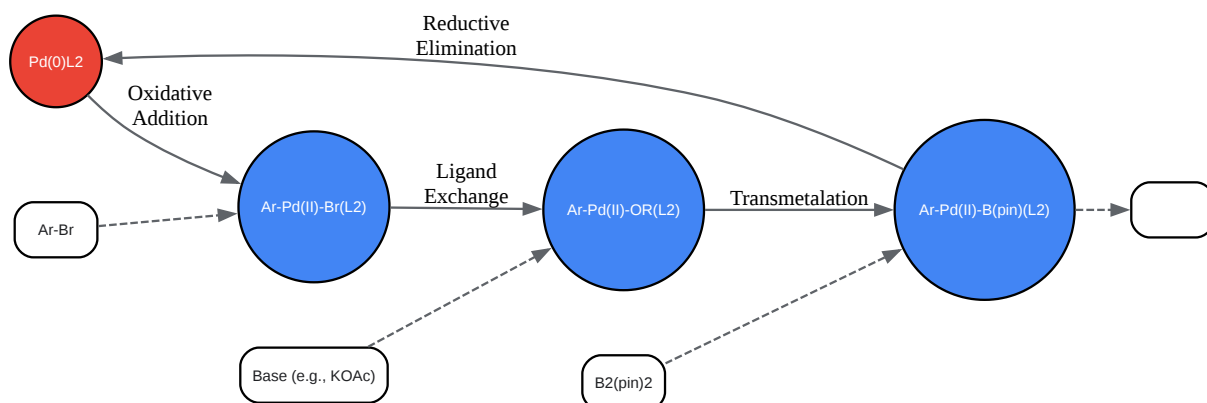 Reductive
Elimination
Pd(0)L2
Oxidative
Addition
Ligand
Exchange
Transmetalation
Ar-Pd(II)-Br(L2)
Ar-Pd(II)-OR(L2)
Ar-Pd(II)-B(pin)(L2)
Ar-Br
Base (e.g., KOAc)
B2(pin)2